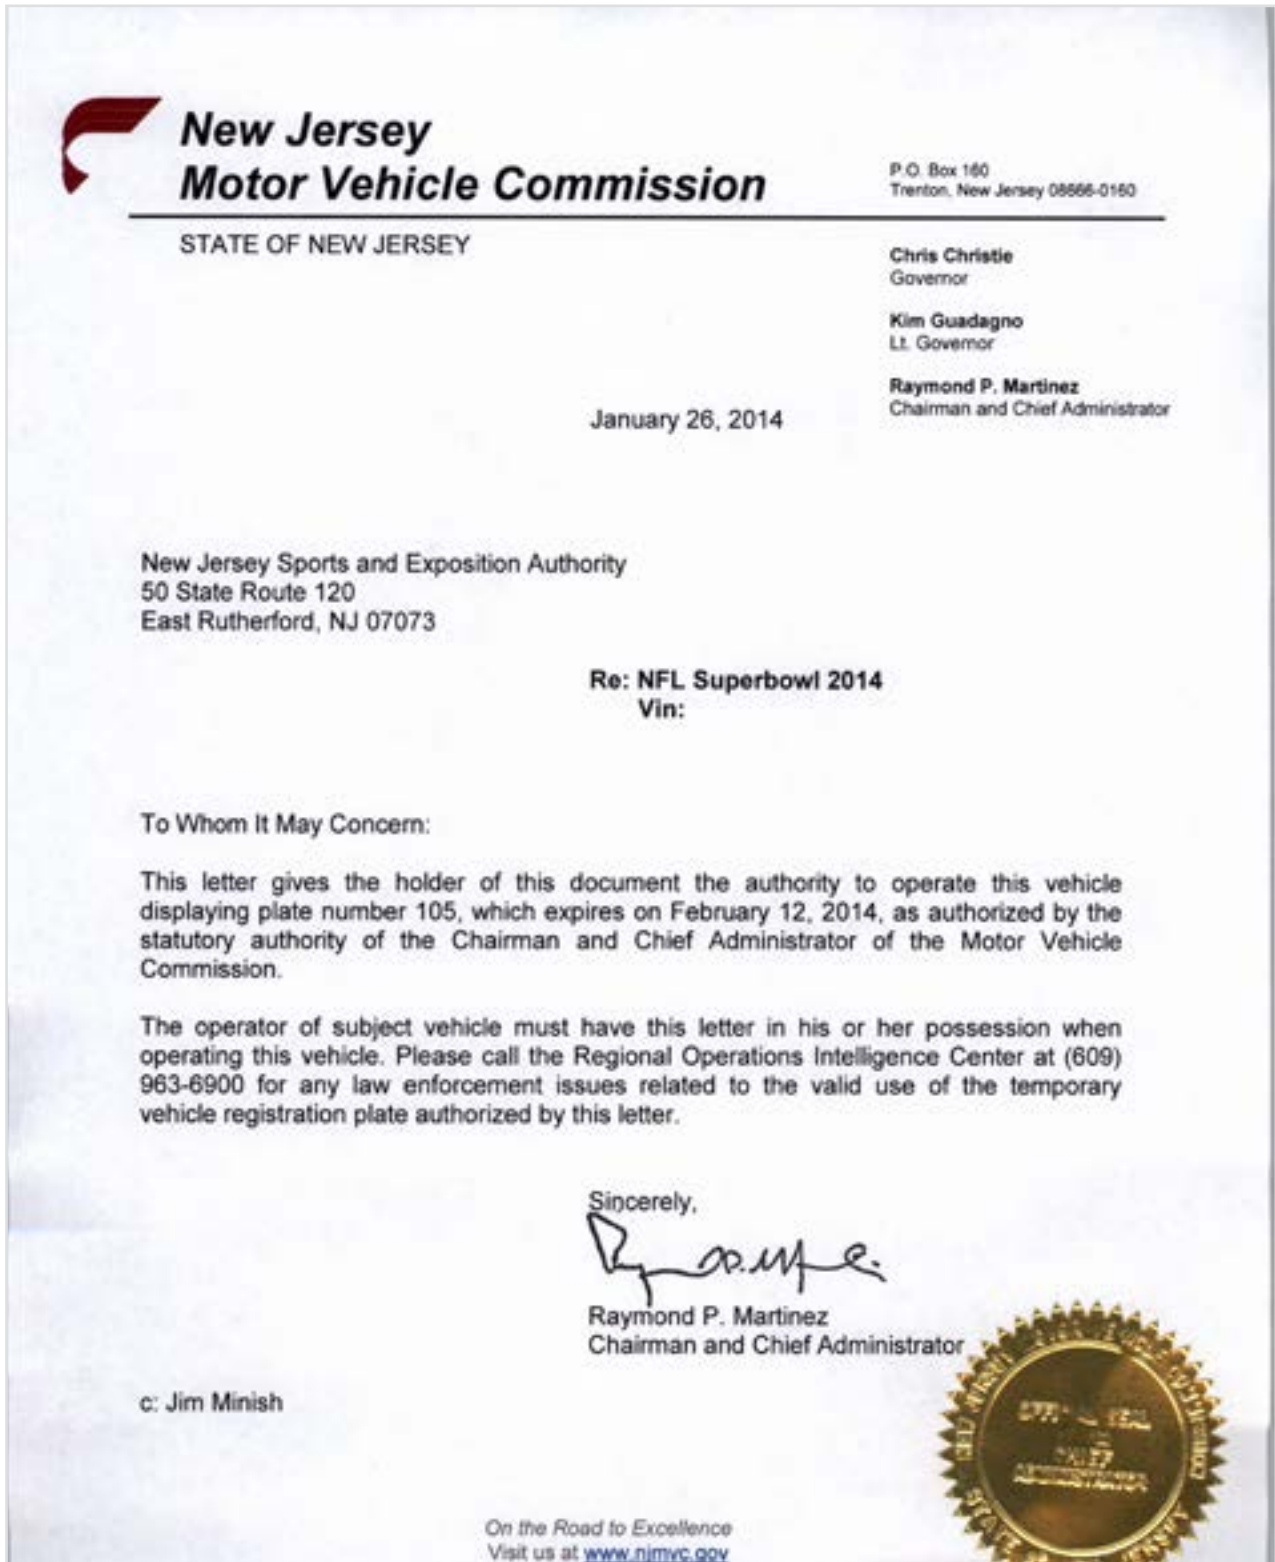 New Jersey
Motor Vehicle Commission
P.O. Box 160
Trenton, New Jersey 08666-0160
STATE OF NEW JERSEY
Chris Christie
Governor
Kim Guadagno
Lt. Governor
Raymond P. Martinez
Chairman and Chief Administrator
January 26, 2014
New Jersey Sports and Exposition Authority
50 State Route 120
East Rutherford, NJ 07073
Re: NFL Superbowl 2014
Vin:
To Whom It May Concern:
This letter gives the holder of this document the authority to operate this vehicle
displaying plate number 105, which expires on February 12, 2014, as authorized by the
statutory authority of the Chairman and Chief Administrator of the Motor Vehicle
Commission.
The operator of subject vehicle must have this letter in his or her possession when
operating this vehicle. Please call the Regional Operations Intelligence Center at (609)
963-6900 for any law enforcement issues related to the valid use of the temporary
vehicle registration plate authorized by this letter.
Sincerely,
Raymond P. Martinez
Chairman and Chief Administrator
c: Jim Minish
SEAL
CHIEF
ADMINISTRATOR
On the Road to Excellence
Visit us at www.njmvc.gov